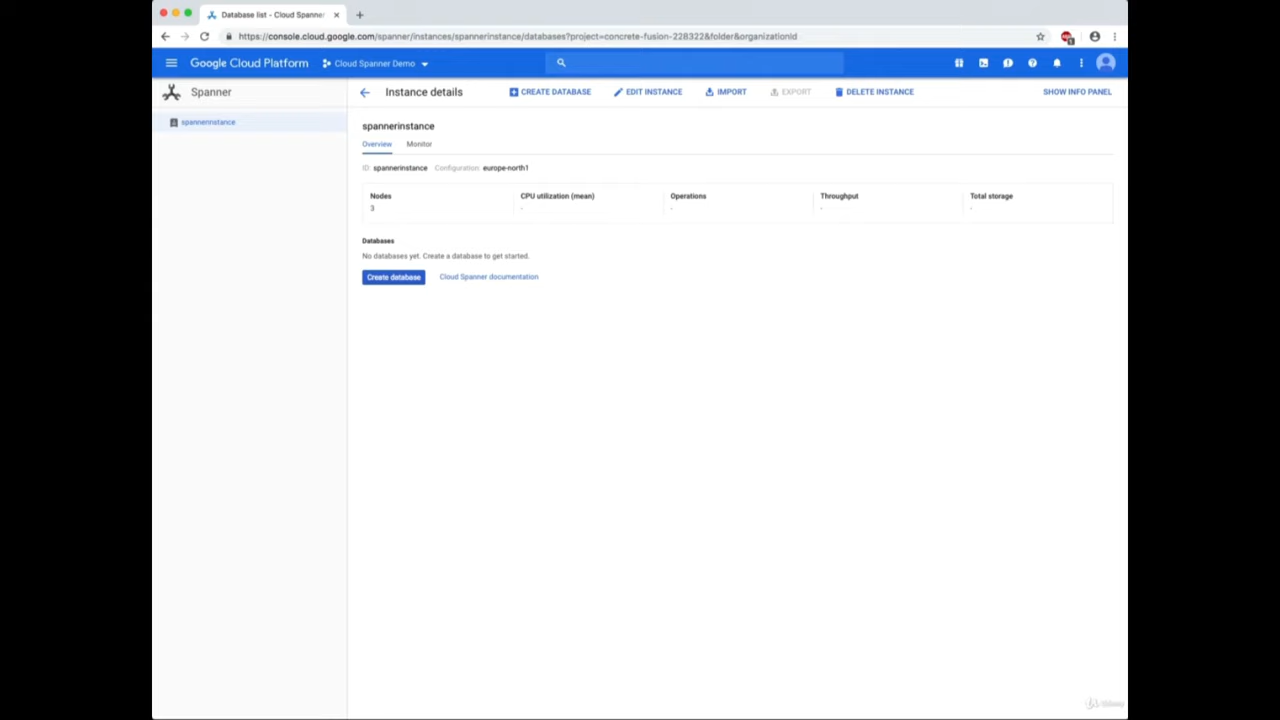 Database list - Cloud Spanner
https://console.cloud.google.com/spanner/instances/spannerinstance/databases?project=concrete-fusion-228322&folder&organizationId
Google Cloud Platform
Cloud Spanner Demo
Spanner
Instance details
CREATE DATABASE
EDIT INSTANCE
IMPORT
EXPORT
DELETE INSTANCE
SHOW INFO PANEL
spannerinstance
spannerinstance
Overview Monitor
ID spannerinstance Configuration europe-north1
Nodes CPU utilization (mean) Operations Throughput Total storage
3 - - - -
Databases
No databases yet. Create a database to get started.
Create database Cloud Spanner documentation